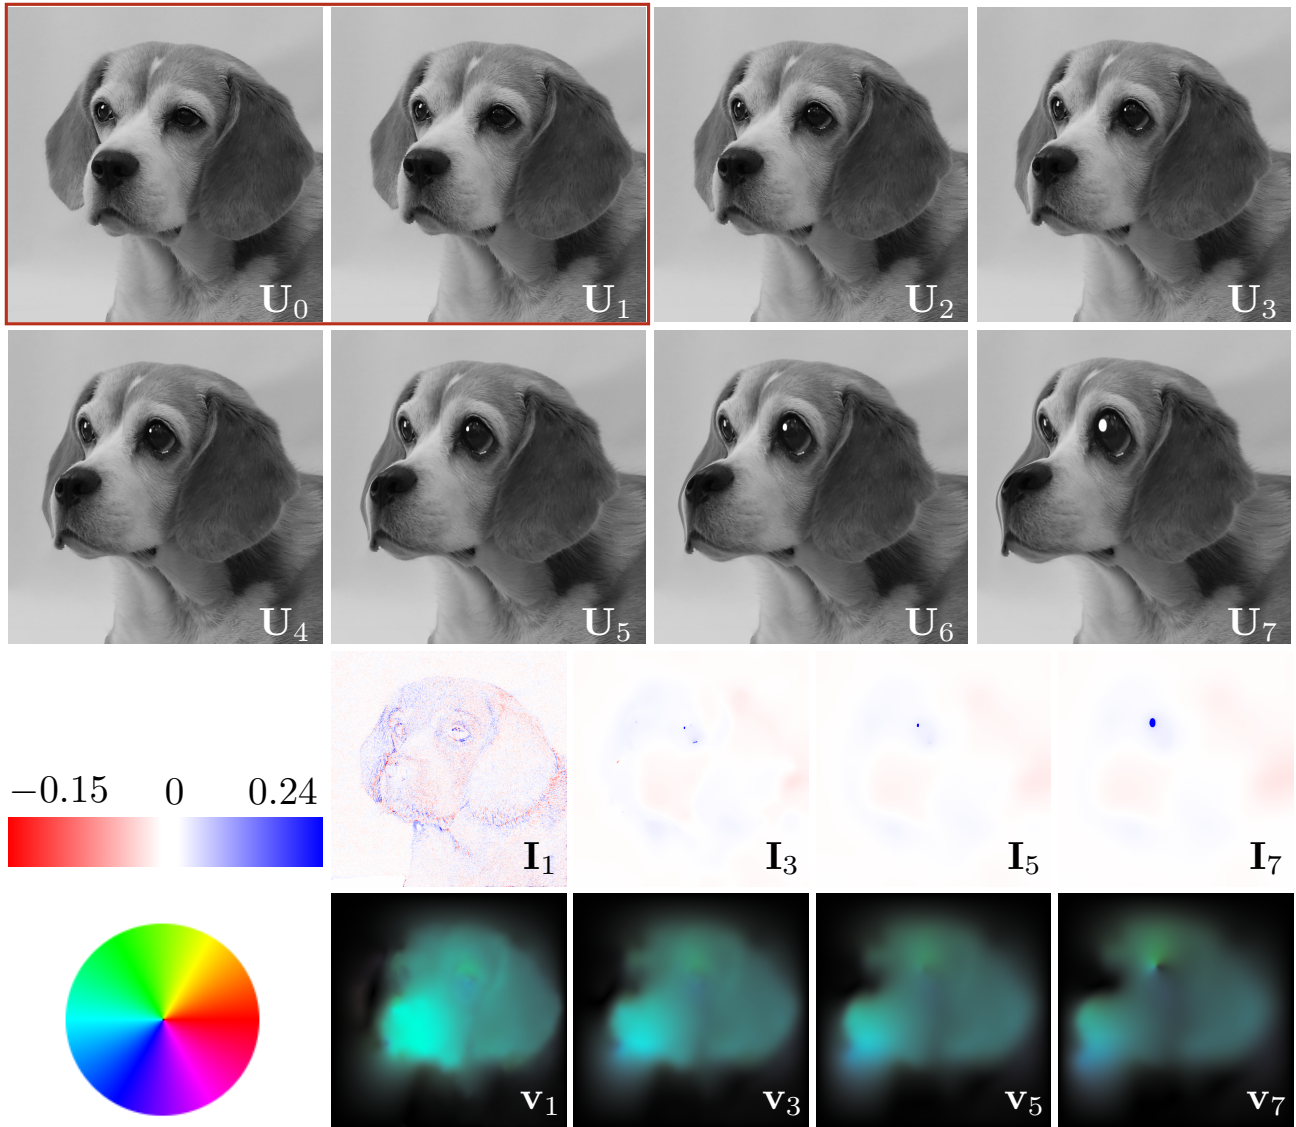 U₀ U₁ U₂ U₃
U₄ U₅ U₆ U₇
−0.15 0 0.24
I₁ I₃ I₅ I₇
v₁ v₃ v₅ v₇